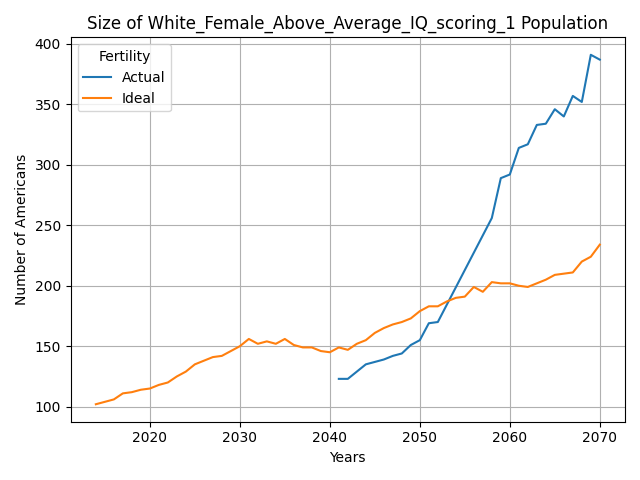 Size of White_Female_Above_Average_IQ_scoring_1 Population
400
350
300
250
200
150
100
Number of Americans
Fertility
Actual
Ideal
2020 2030 2040 2050 2060 2070
Years